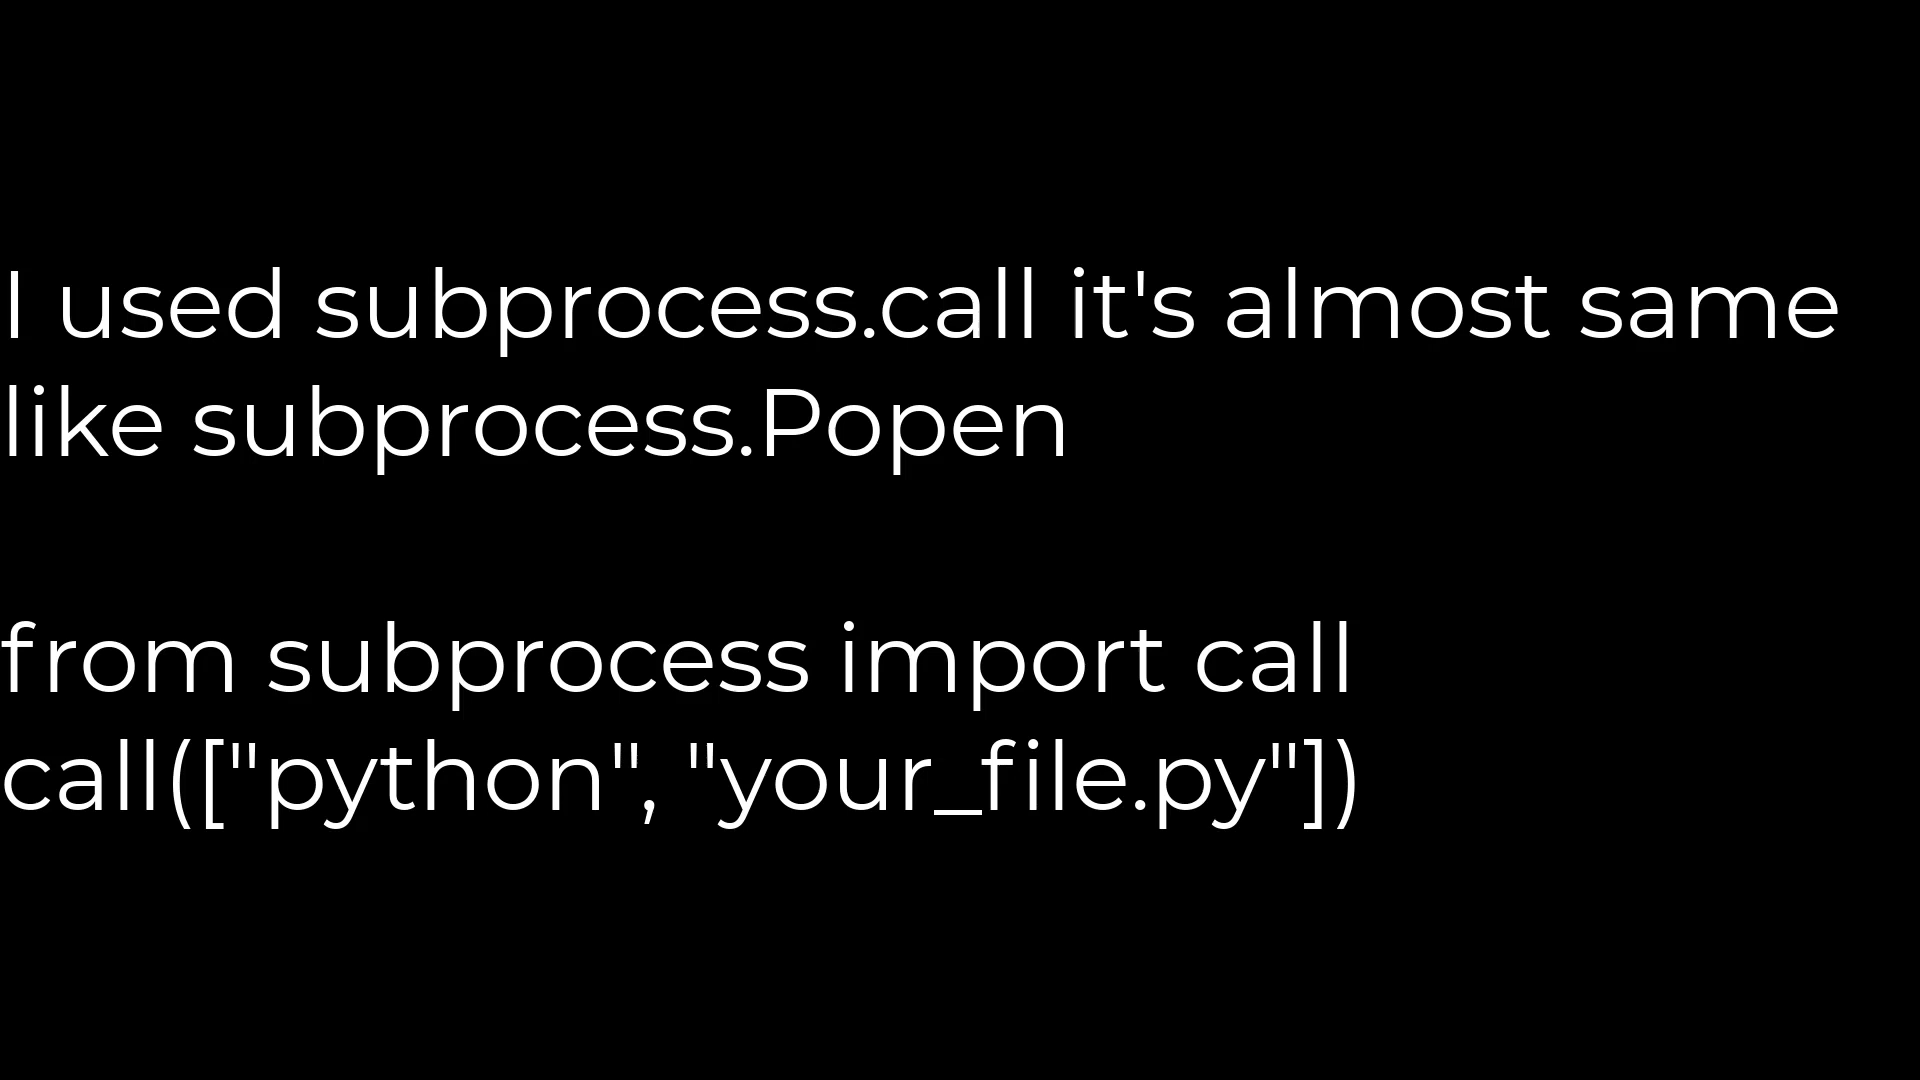 I used subprocess.call it's almost same
like subprocess.Popen
from subprocess import call
call(["python", "your_file.py"])